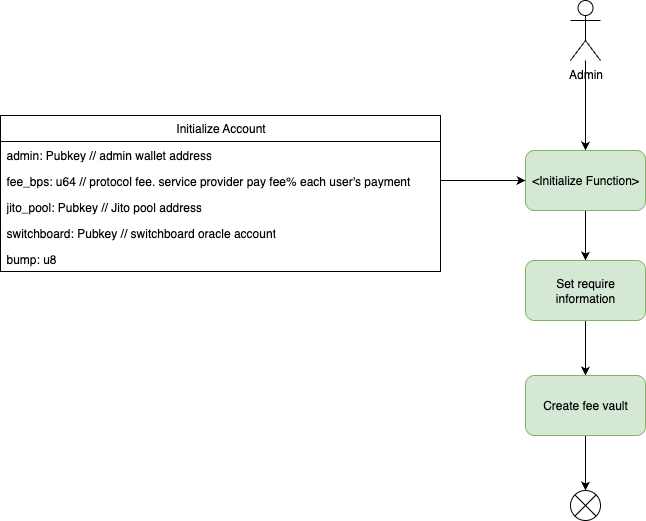 Admin
Initialize Account
admin: Pubkey // admin wallet address
fee_bps: u64 // protocol fee. service provider pay fee% each user's payment
jito_pool: Pubkey // Jito pool address
switchboard: Pubkey // switchboard oracle account
bump: u8
<Initialize Function>
Set require
information
Create fee vault